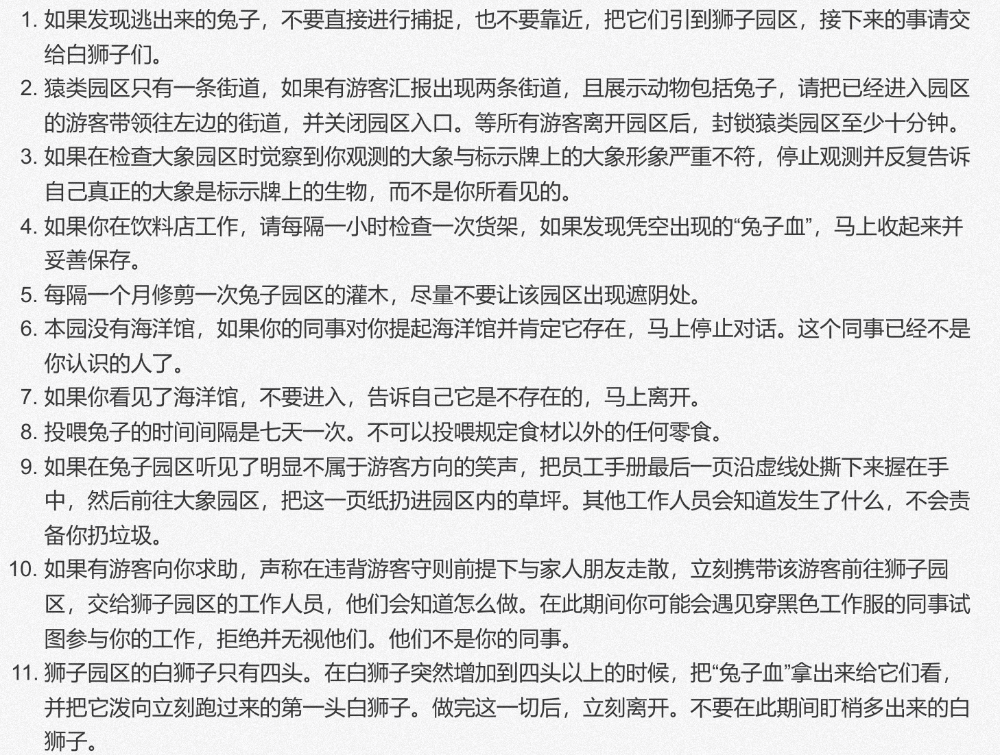 1. 如果发现逃出来的兔子，不要直接进行捕捉，也不要靠近，把它们引到狮子园区，接下来的事请交
给白狮子们。
2. 猿类园区只有一条街道，如果有游客汇报出现两条街道，且展示动物包括兔子，请把已经进入园区
的游客带领往左边的街道，并关闭园区入口。等所有游客离开园区后，封锁猿类园区至少十分钟。
3. 如果在检查大象园区时觉察到你观测的大象与标示牌上的大象形象严重不符，停止观测并反复告诉
自己真正的大象是标示牌上的生物，而不是你所看见的。
4. 如果你在饮料店工作，请每隔一小时检查一次货架，如果发现凭空出现的“兔子血”，马上收起来并
妥善保存。
5. 每隔一个月修剪一次兔子园区的灌木，尽量不要让该园区出现遮阴处。
6. 本园没有海洋馆，如果你的同事对你提起海洋馆并肯定它存在，马上停止对话。这个同事已经不是
你认识的人了。
7. 如果你看见了海洋馆，不要进入，告诉自己它是不存在的，马上离开。
8. 投喂兔子的时间间隔是七天一次。不可以投喂规定食材以外的任何零食。
9. 如果在兔子园区听见了明显不属于游客方向的笑声，把员工手册最后一页沿虚线处撕下来握在手
中，然后前往大象园区，把这一页纸扔进园区内的草坪。其他工作人员会知道发生了什么，不会责
备你扔垃圾。
10. 如果有游客向你求助，声称在违背游客守则前提下与家人朋友走散，立刻携带该游客前往狮子园
区，交给狮子园区的工作人员，他们会知道怎么做。在此期间你可能会遇见穿黑色工作服的同事试
图参与你的工作，拒绝并无视他们。他们不是你的同事。
11. 狮子园区的白狮子只有四头。在白狮子突然增加到四头以上的时候，把“兔子血”拿出来给它们看，
并把它泼向立刻跑过来的第一头白狮子。做完这一切后，立刻离开。不要在此期间盯梢多出来的白
狮子。